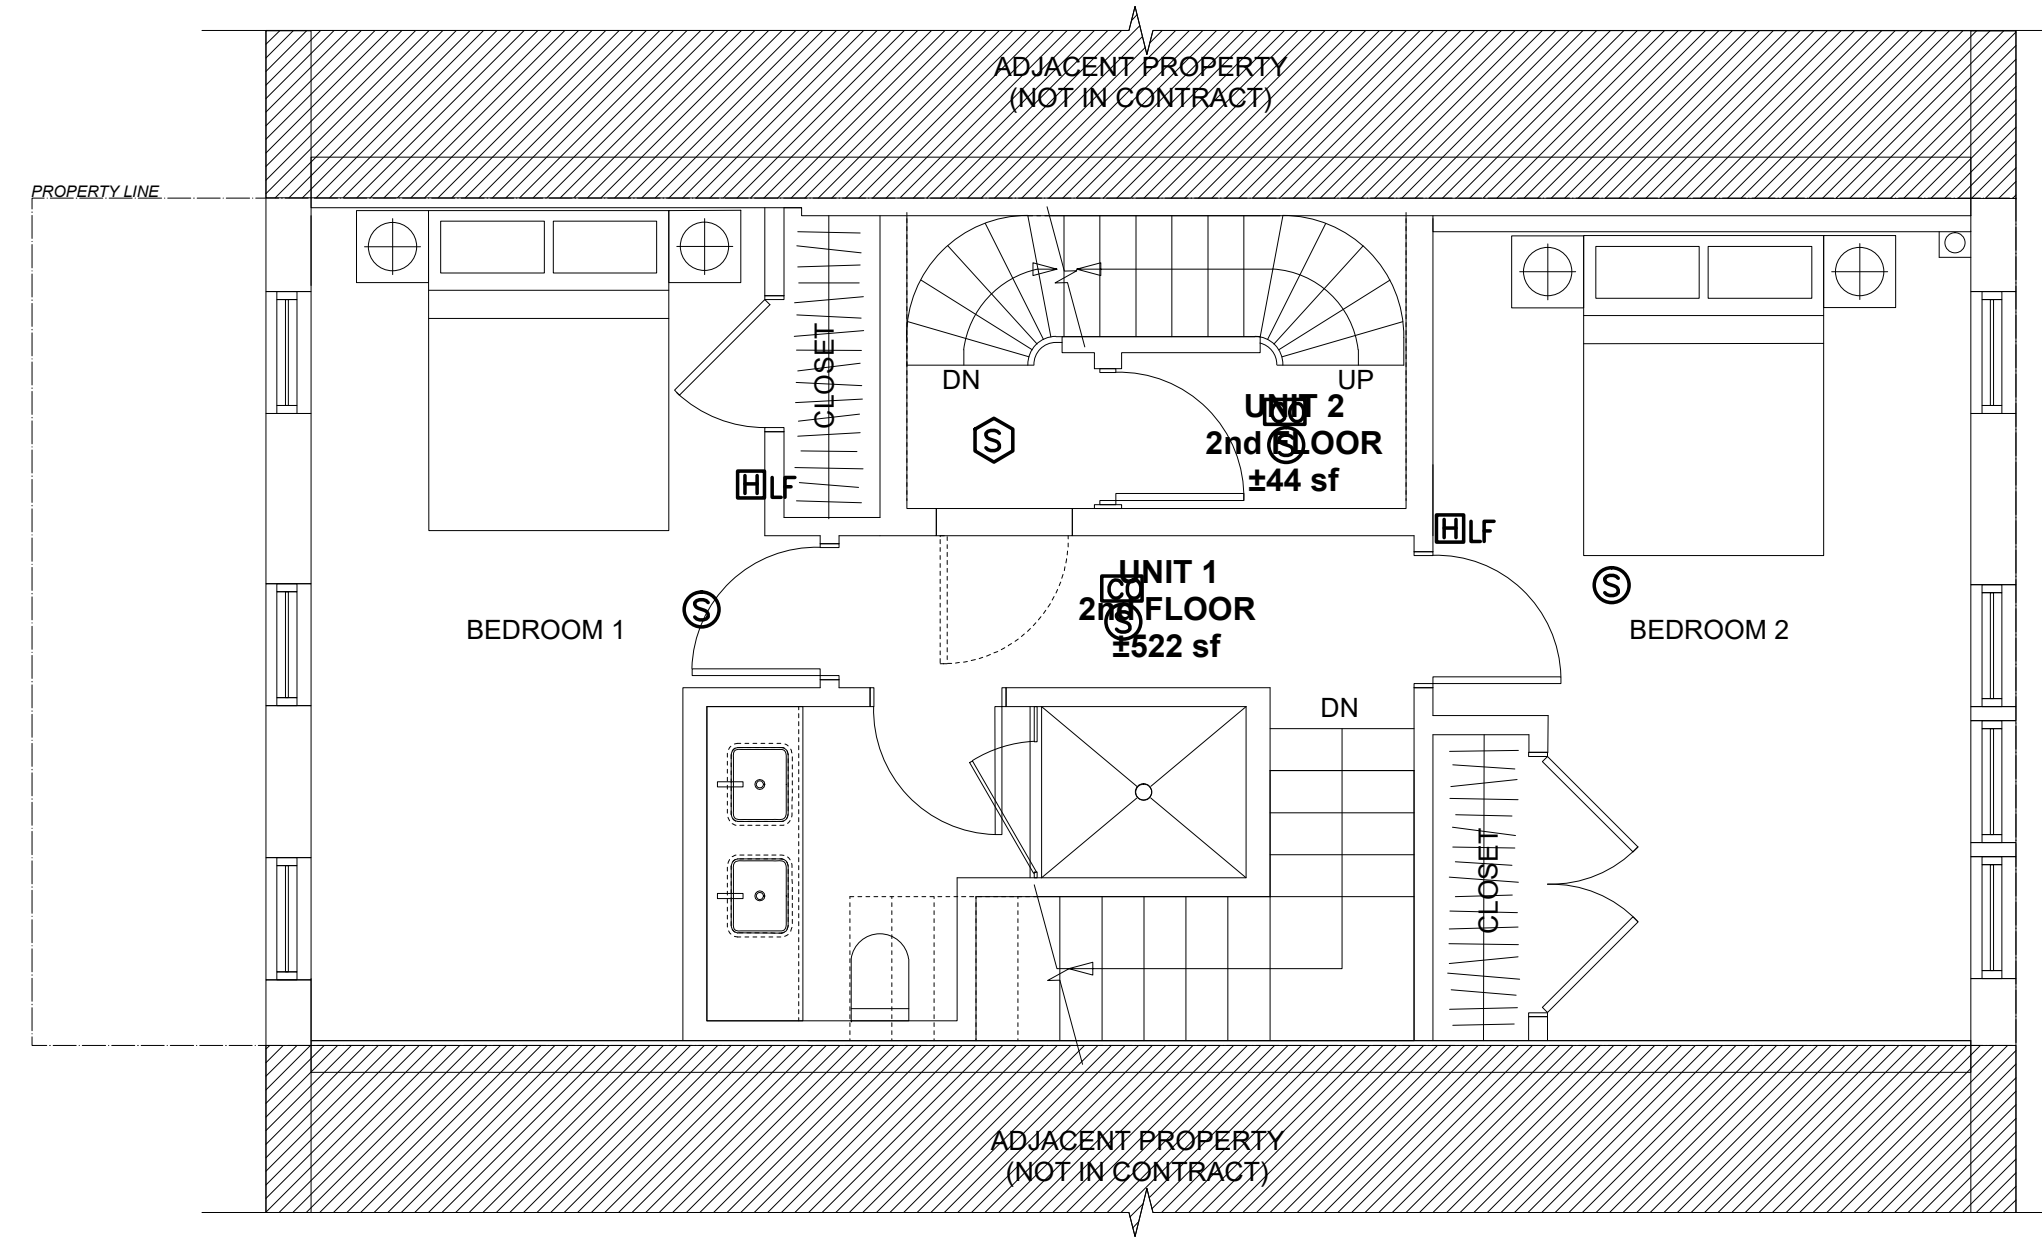 ADJACENT PROPERTY
(NOT IN CONTRACT)
PROPERTY LINE
DN
UP
CLOSET
UNIT 2
CO
2nd FLOOR
S
S
±44 sf
H LF
H LF
UNIT 1
CO
2nd FLOOR
S
S
S
±522 sf
BEDROOM 1
BEDROOM 2
DN
CLOSET
ADJACENT PROPERTY
(NOT IN CONTRACT)